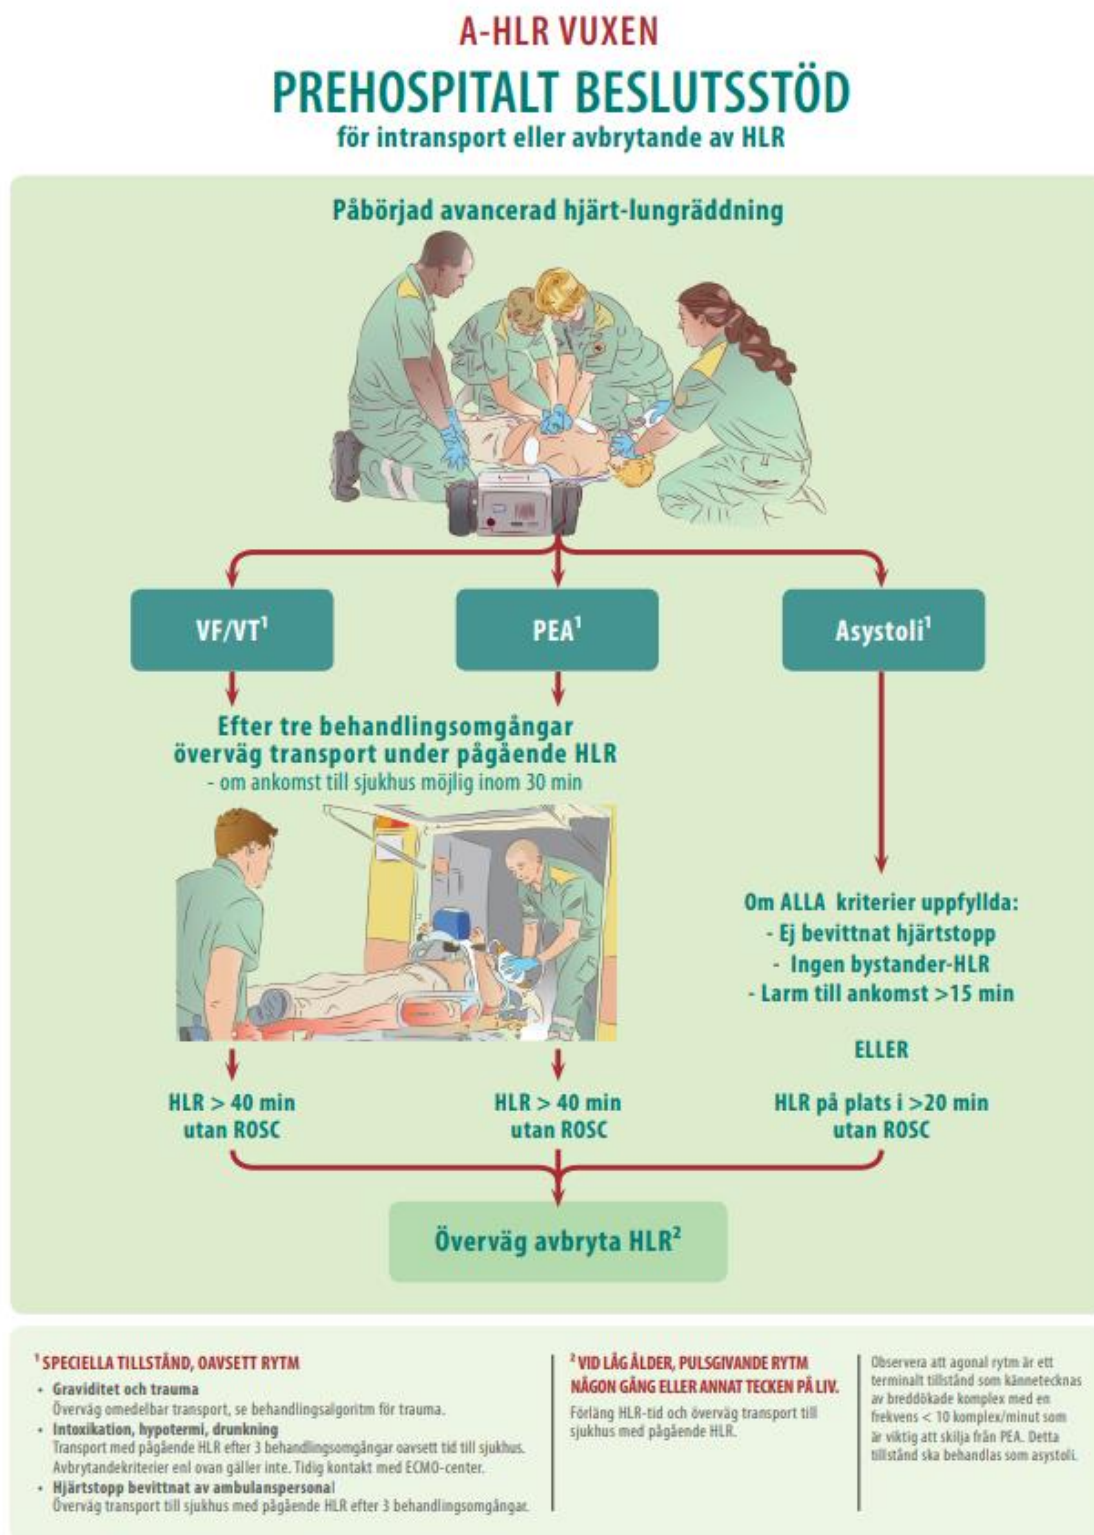 A-HLR VUXEN
PREHOSPITALT BESLUTSSTÖD
för intransport eller avbrytande av HLR
Påbörjad avancerad hjärt-lungräddning
VF/VT¹
PEA¹
Asystoli¹
Efter tre behandlingsomgångar
överväg transport under pågående HLR
- om ankomst till sjukhus möjlig inom 30 min
Om ALLA kriterier uppfyllda:
- Ej bevittnat hjärtstopp
- Ingen bystander-HLR
- Larm till ankomst >15 min
ELLER
HLR > 40 min
utan ROSC
HLR > 40 min
utan ROSC
HLR på plats i >20 min
utan ROSC
Överväg avbryta HLR²
¹ SPECIELLA TILLSTÅND, OAVSETT RYTM
• Graviditet och trauma
Överväg omedelbar transport, se behandlingsalgoritm för trauma.
• Intoxikation, hypotermi, drunkning
Transport med pågående HLR efter 3 behandlingsomgångar oavsett tid till sjukhus.
Avbrytandekriterier enl ovan gäller inte. Tidig kontakt med ECMO-center.
• Hjärtstopp bevittnat av ambulanspersonal
Överväg transport till sjukhus med pågående HLR efter 3 behandlingsomgångar.
² VID LÅG ÅLDER, PULSGIVANDE RYTM
NÅGON GÅNG ELLER ANNAT TECKEN PÅ LIV.
Förläng HLR-tid och överväg transport till
sjukhus med pågående HLR.
Observera att agonal rytm är ett
terminalt tillstånd som kännetecknas
av breddökade komplex med en
frekvens < 10 komplex/minut som
är viktig att skilja från PEA. Detta
tillstånd ska behandlas som asystoli.